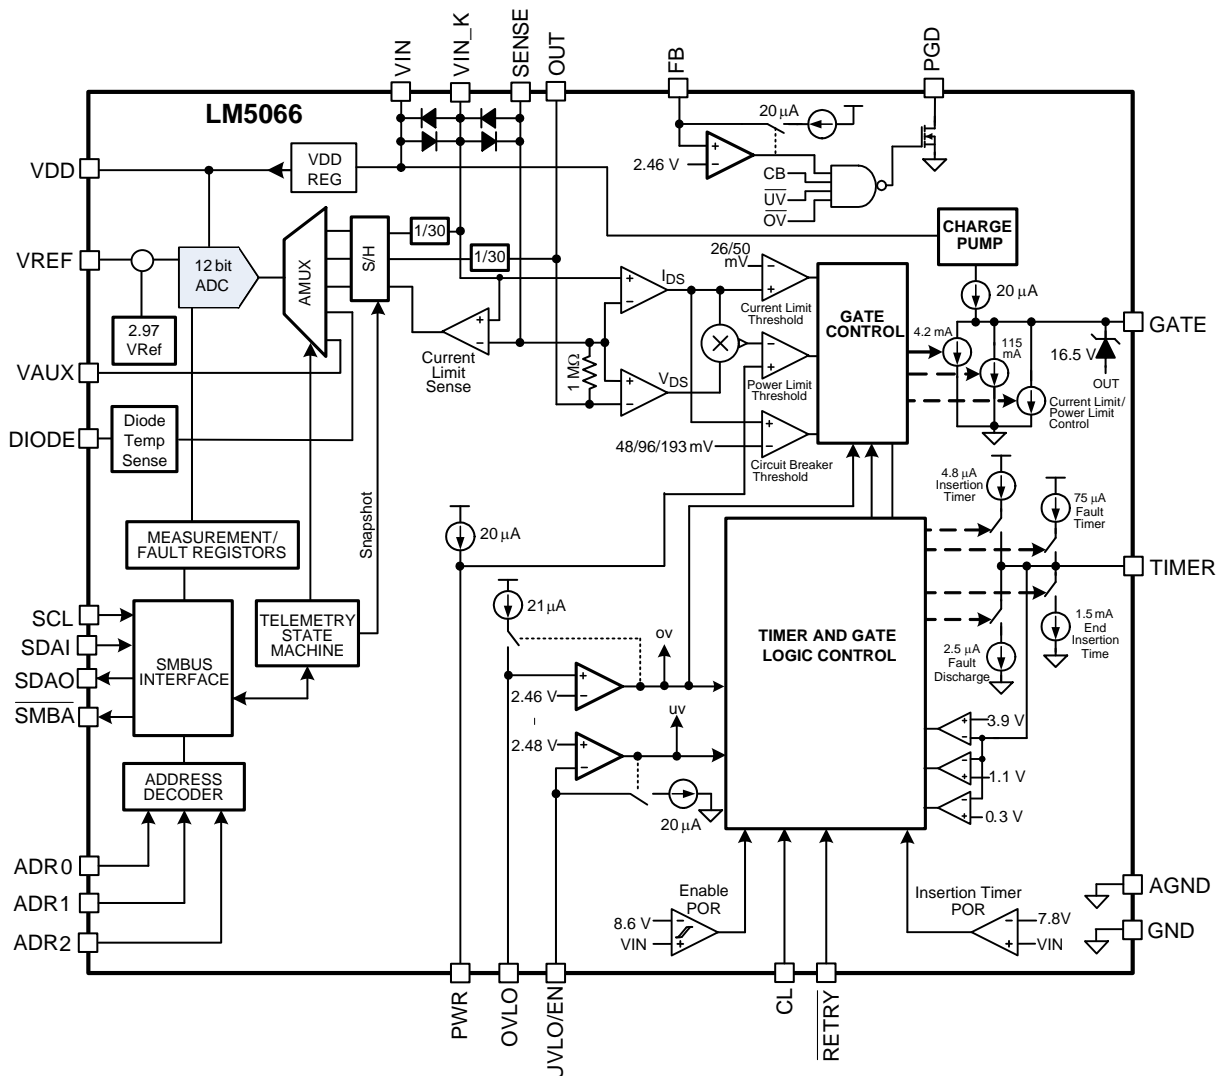 VIN
VIN_K
SENSE
OUT
FB
PGD
LM5066
20 μA
VDD
VDD
REG
2.46 V
CB
UV
OV
1/30
1/30
S/H
AMUX
VREF
12 bit
ADC
2.97
VRef
VAUX
DIODE
Diode
Temp
Sense
Current
Limit
Sense
1 MΩ
IDS
VDS
26/50
mV
Current Limit
Threshold
Power Limit
Threshold
48/96/193 mV
Circuit Breaker
Threshold
GATE
CONTROL
CHARGE
PUMP
20 μA
4.2 mA
115
mA
16.5 V
OUT
GATE
Current Limit/
Power Limit
Control
4.8 μA
Insertion
Timer
75 μA
Fault
Timer
TIMER
1.5 mA
End
Insertion
Time
2.5 μA
Fault
Discharge
MEASUREMENT/
FAULT REGISTORS
Snapshot
20 μA
21 μA
SCL
SDAI
SDAO
SMBA
SMBUS
INTERFACE
TELEMETRY
STATE
MACHINE
ov
2.46 V
uv
2.48 V
20 μA
TIMER AND GATE
LOGIC CONTROL
3.9 V
1.1 V
0.3 V
ADDRESS
DECODER
ADR0
ADR1
ADR2
Enable
POR
8.6 V
VIN
Insertion Timer
POR
7.8V
VIN
AGND
GND
PWR
OVLO
UVLO/EN
CL
RETRY